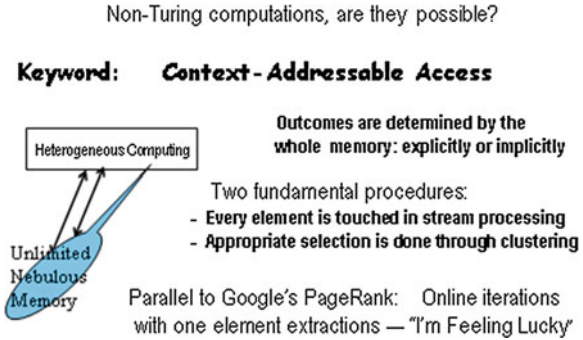 Non-Turing computations, are they possible?
Keyword: Context-Addressable Access
Outcomes are determined by the
whole memory: explicitly or implicitly
Heterogeneous Computing
Two fundamental procedures:
- Every element is touched in stream processing
- Appropriate selection is done through clustering
Unlimited
Nebulous
Memory
Parallel to Google's PageRank: Online iterations
with one element extractions — "I'm Feeling Lucky"